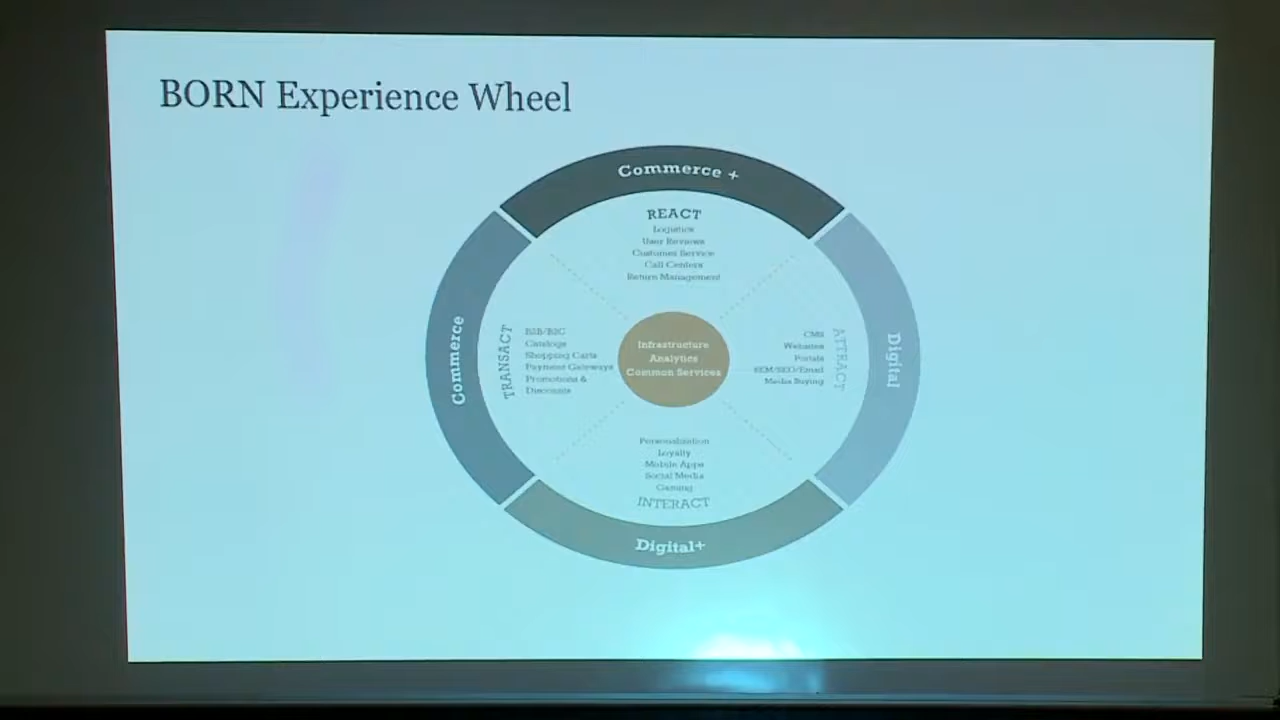 BORN Experience Wheel
Commerce +
REACT
Logistics
User Reviews
Customer Service
Call Centers
Return Management
Commerce
TRANSACT
B2B/B2C
Catalogs
Shopping Carts
Payment Gateways
Promotions &
Discounts
Infrastructure
Analytics
Common Services
CMS
Websites
Portals
SEM/SEO/Email
Media Buying
ATTRACT
Digital
Personalization
Loyalty
Mobile Apps
Social Media
Gaming
INTERACT
Digital+